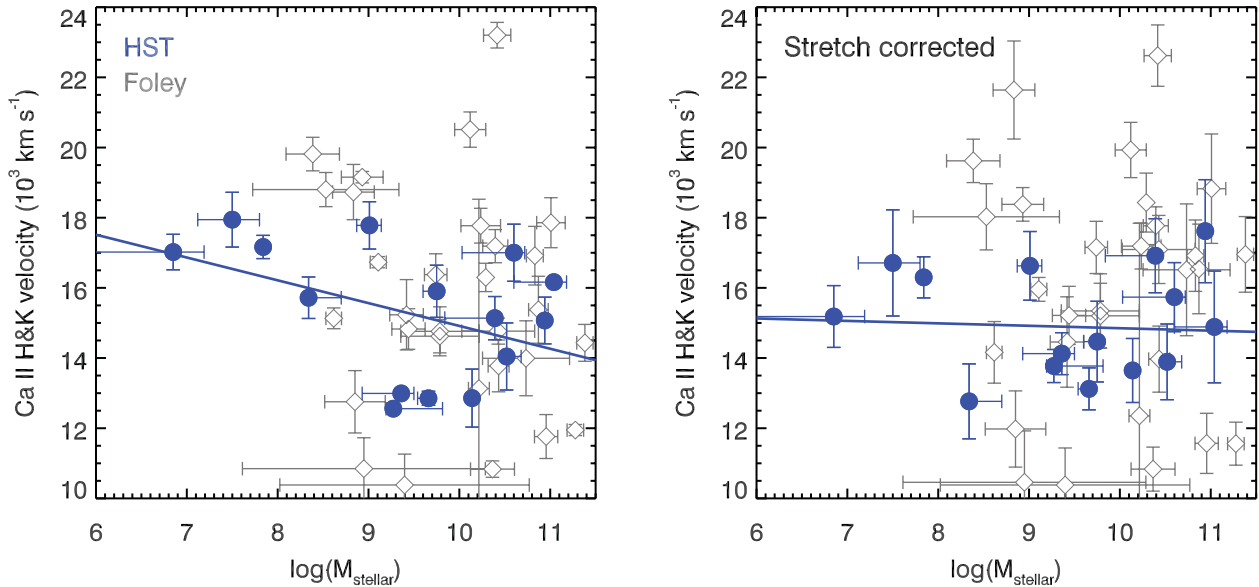 24
22
20
18
16
14
12
10
Ca II H&K velocity (10³ km s⁻¹)
HST
Foley
6 7 8 9 10 11
log(M_stellar)
24
22
20
18
16
14
12
10
Ca II H&K velocity (10³ km s⁻¹)
Stretch corrected
6 7 8 9 10 11
log(M_stellar)